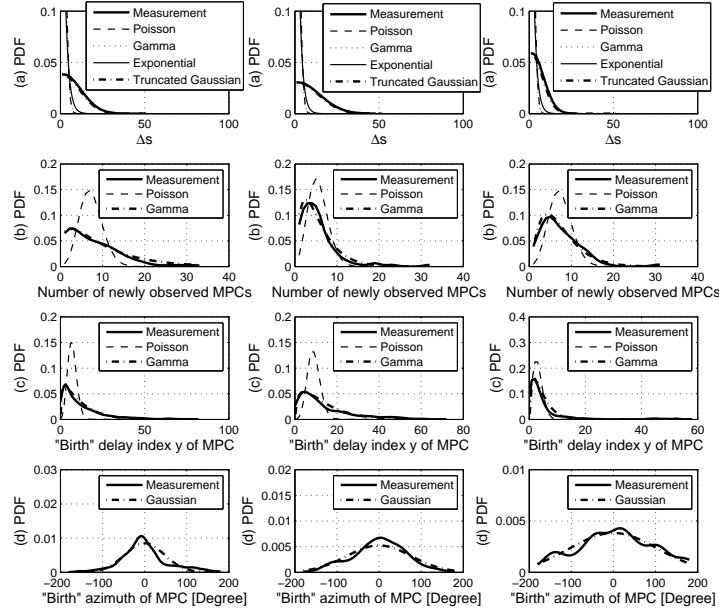 (a) PDF
0.1
0.05
0
0
50
100
Δs
Measurement
Poisson
Gamma
Exponential
Truncated Gaussian
(a) PDF
0.1
0.05
0
0
50
100
Δs
Measurement
Poisson
Gamma
Exponential
Truncated Gaussian
(a) PDF
0.1
0.05
0
0
50
100
Δs
Measurement
Poisson
Gamma
Exponential
Truncated Gaussian
(b) PDF
0.2
0.15
0.1
0.05
0
0
10
20
30
40
Number of newly observed MPCs
Measurement
Poisson
Gamma
(b) PDF
0.2
0.15
0.1
0.05
0
0
10
20
30
40
Number of newly observed MPCs
Measurement
Poisson
Gamma
(b) PDF
0.2
0.15
0.1
0.05
0
0
10
20
30
40
Number of newly observed MPCs
Measurement
Poisson
Gamma
(c) PDF
0.2
0.15
0.1
0.05
0
0
50
100
"Birth" delay index y of MPC
Measurement
Poisson
Gamma
(c) PDF
0.2
0.15
0.1
0.05
0
0
20
40
60
80
"Birth" delay index y of MPC
Measurement
Poisson
Gamma
(c) PDF
0.4
0.3
0.2
0.1
0
0
20
40
60
"Birth" delay index y of MPC
Measurement
Poisson
Gamma
(d) PDF
0.03
0.02
0.01
0
−200
−100
0
100
200
"Birth" azimuth of MPC [Degree]
Measurement
Gaussian
(d) PDF
0.02
0.015
0.01
0.005
0
−200
−100
0
100
200
"Birth" azimuth of MPC [Degree]
Measurement
Gaussian
(d) PDF
0.01
0.005
0
−200
−100
0
100
200
"Birth" azimuth of MPC [Degree]
Measurement
Gaussian